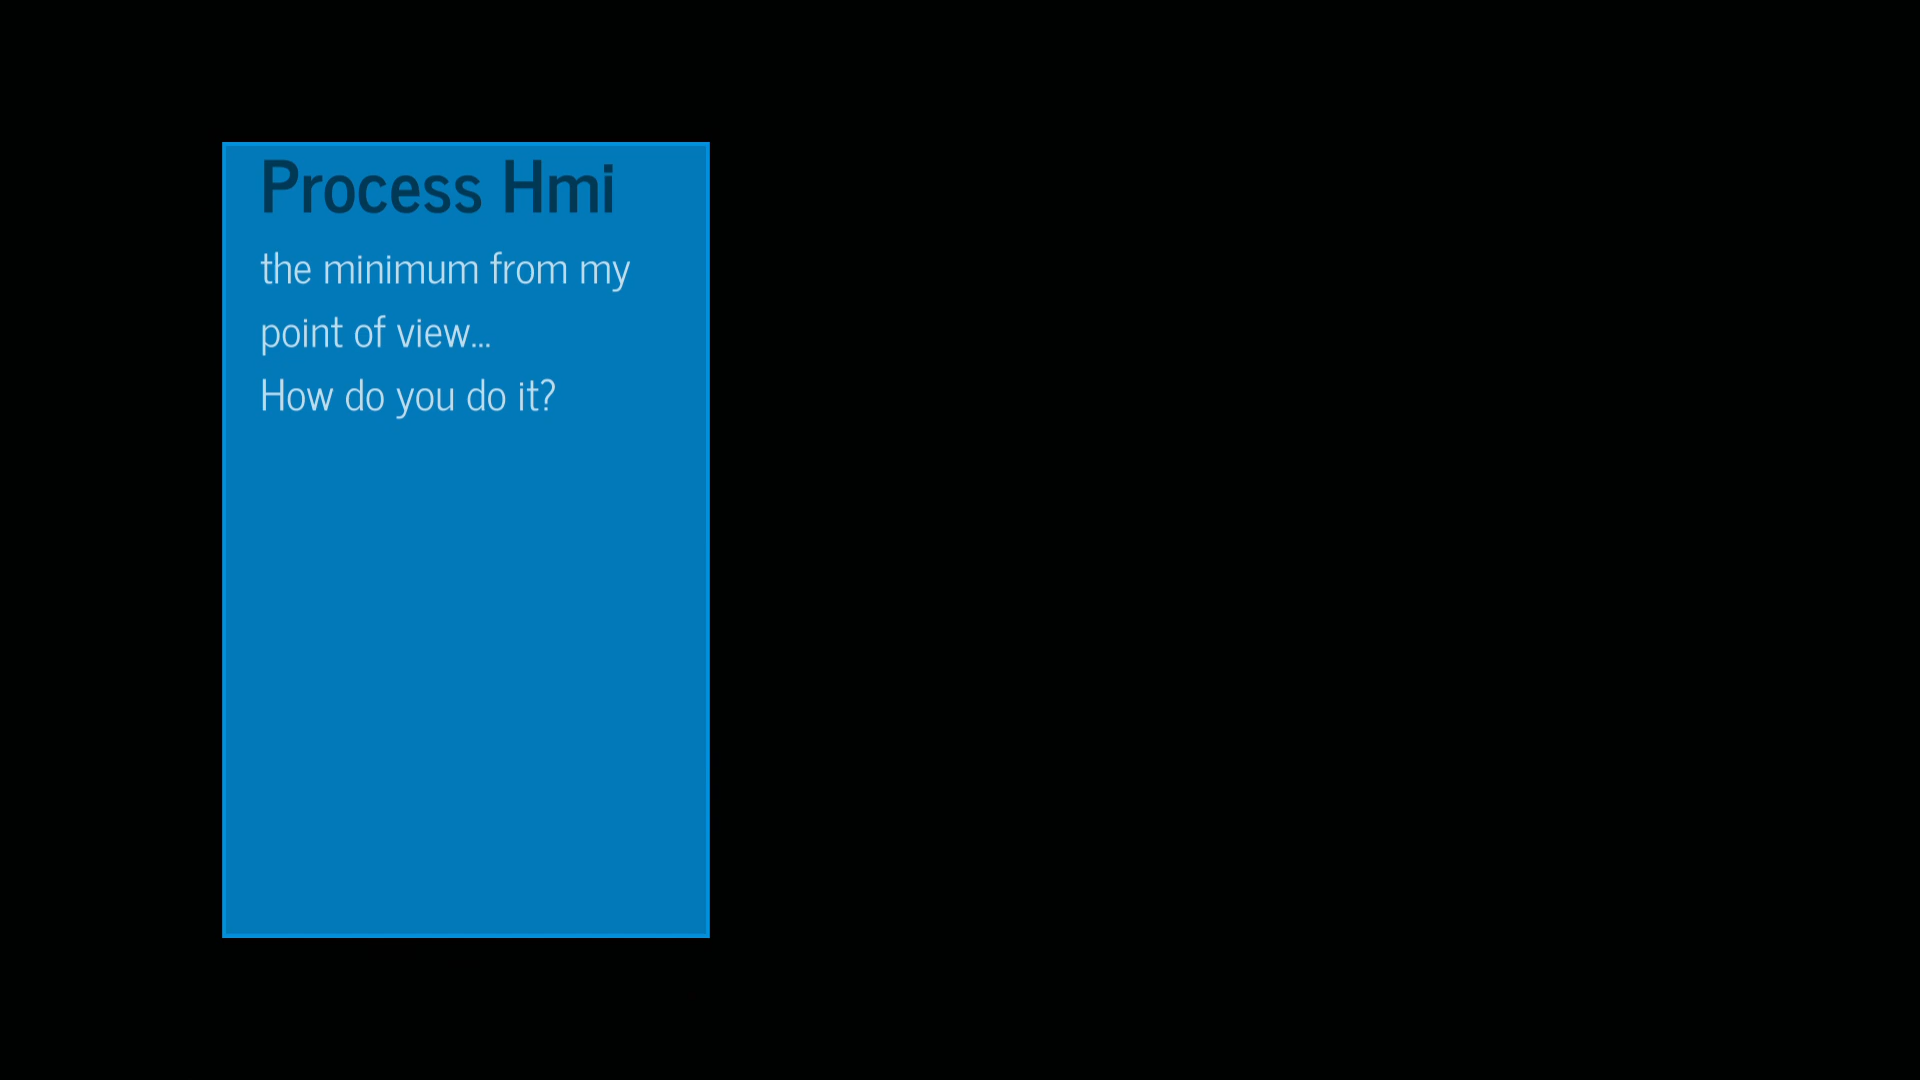 Process Hmi
the minimum from my
point of view...
How do you do it?